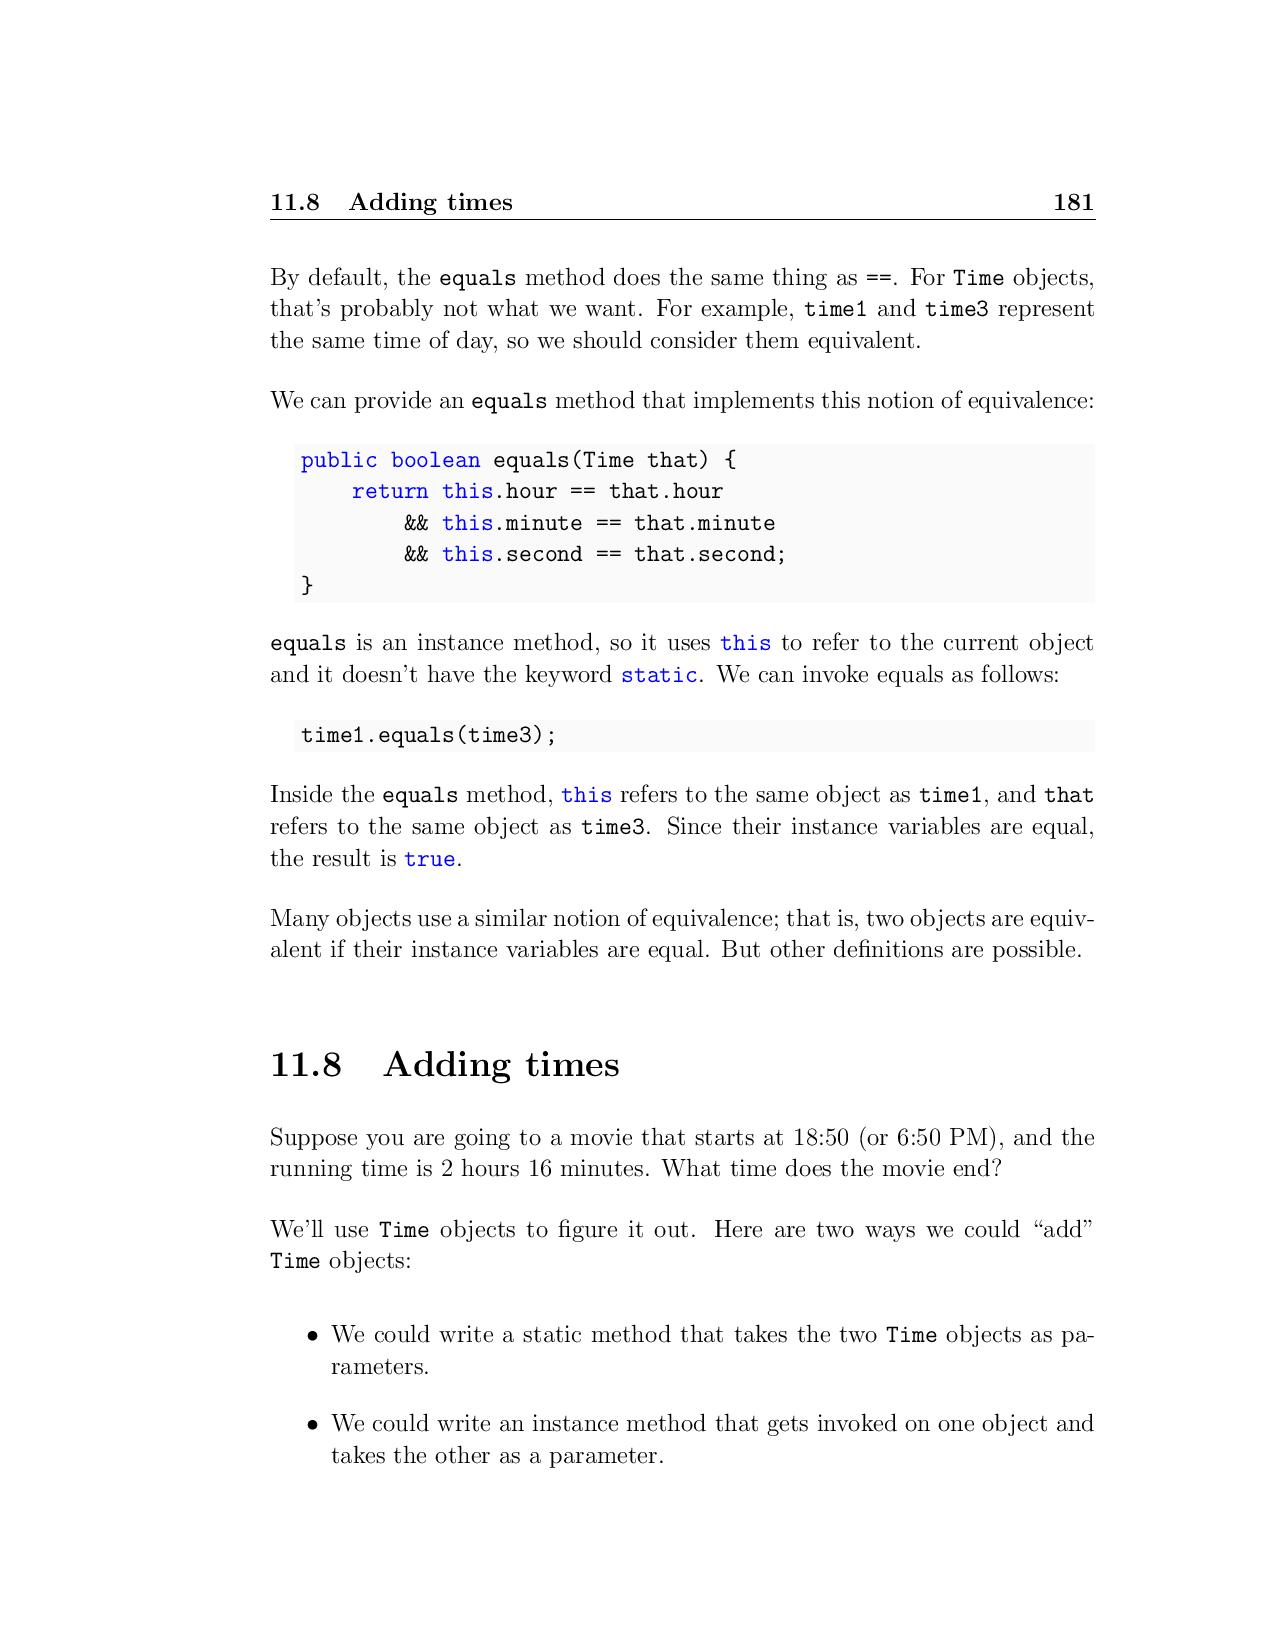 11.8 Adding times 181
By default, the equals method does the same thing as ==. For Time objects,
that's probably not what we want. For example, time1 and time3 represent
the same time of day, so we should consider them equivalent.
We can provide an equals method that implements this notion of equivalence:
public boolean equals(Time that) {
    return this.hour == that.hour
        && this.minute == that.minute
        && this.second == that.second;
}
equals is an instance method, so it uses this to refer to the current object
and it doesn't have the keyword static. We can invoke equals as follows:
time1.equals(time3);
Inside the equals method, this refers to the same object as time1, and that
refers to the same object as time3. Since their instance variables are equal,
the result is true.
Many objects use a similar notion of equivalence; that is, two objects are equiv-
alent if their instance variables are equal. But other definitions are possible.
11.8 Adding times
Suppose you are going to a movie that starts at 18:50 (or 6:50 PM), and the
running time is 2 hours 16 minutes. What time does the movie end?
We'll use Time objects to figure it out. Here are two ways we could “add”
Time objects:
• We could write a static method that takes the two Time objects as pa-
rameters.
• We could write an instance method that gets invoked on one object and
takes the other as a parameter.